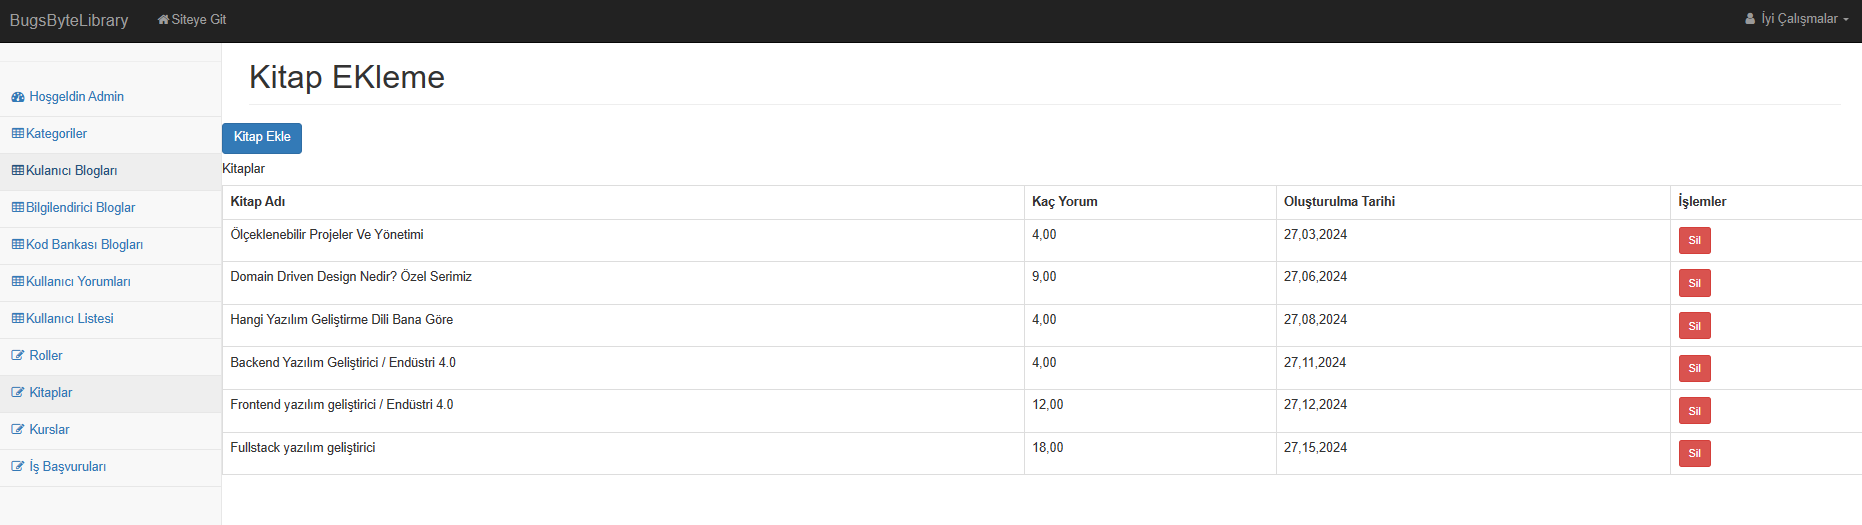 BugsByteLibrary Siteye Git İyi Çalışmalar
Kitap EKleme
Hoşgeldin Admin
Kategoriler
Kulanıcı Blogları
Bilgilendirici Bloglar
Kod Bankası Blogları
Kullanıcı Yorumları
Kullanıcı Listesi
Roller
Kitaplar
Kurslar
İş Başvuruları
Kitap Ekle
Kitaplar
Kitap Adı Kaç Yorum Oluşturulma Tarihi İşlemler
Ölçeklenebilir Projeler Ve Yönetimi 4,00 27,03,2024 Sil
Domain Driven Design Nedir? Özel Serimiz 9,00 27,06,2024 Sil
Hangi Yazılım Geliştirme Dili Bana Göre 4,00 27,08,2024 Sil
Backend Yazılım Geliştirici / Endüstri 4.0 4,00 27,11,2024 Sil
Frontend yazılım geliştirici / Endüstri 4.0 12,00 27,12,2024 Sil
Fullstack yazılım geliştirici 18,00 27,15,2024 Sil